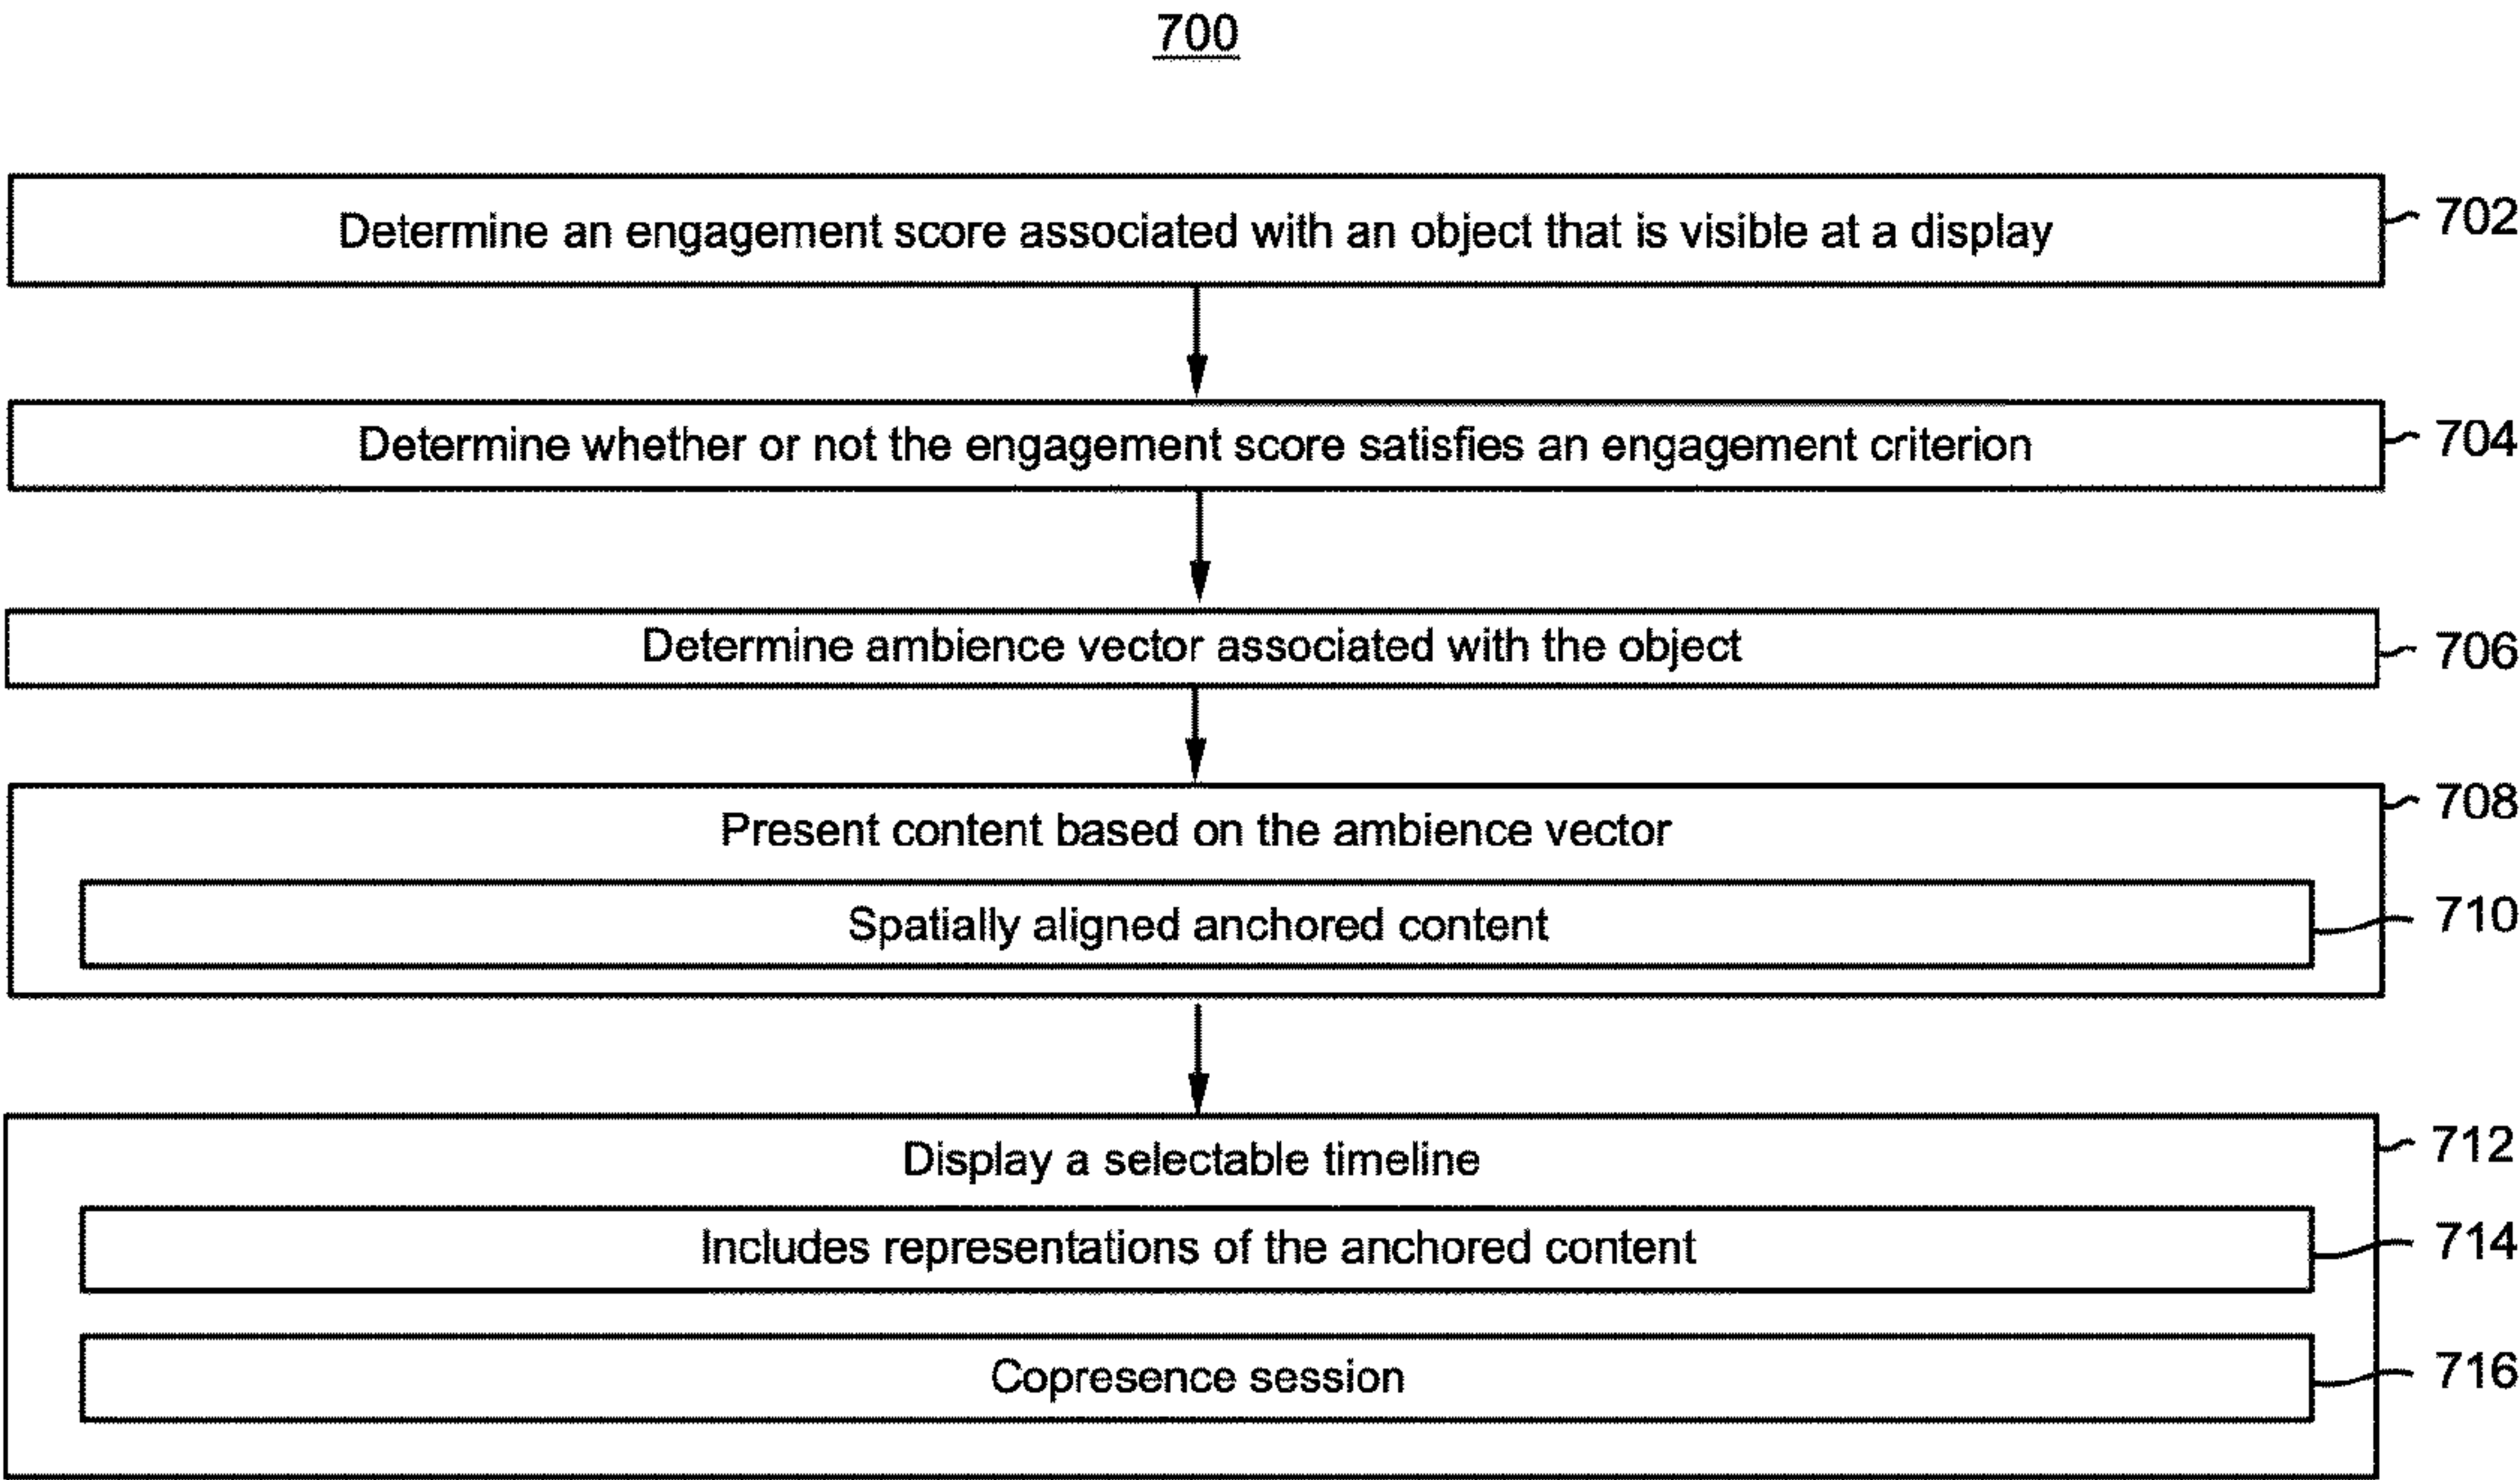 700
Determine an engagement score associated with an object that is visible at a display
702
Determine whether or not the engagement score satisfies an engagement criterion
704
Determine ambience vector associated with the object
706
Present content based on the ambience vector
708
Spatially aligned anchored content
710
Display a selectable timeline
712
Includes representations of the anchored content
714
Copresence session
716